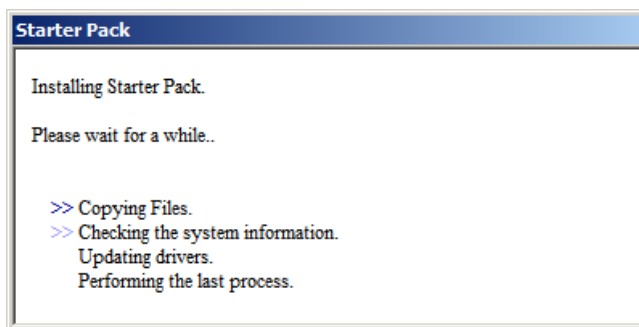 Starter Pack
Installing Starter Pack.
Please wait for a while..
>> Copying Files.
>> Checking the system information.
Updating drivers.
Performing the last process.